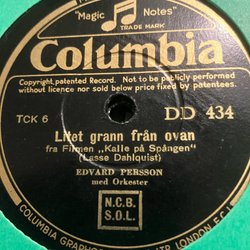 "Magic Notes"
TRADE MARK
Columbia
Copyright, patented Record. Not to be publicly performed
without licence nor sold below price fixed by patentees.
TCK 6
DD 434
Litet grann från ovan
fra Filmen „Kalle på Spången"
(Lasse Dahlquist)
EDVARD PERSSON
med Orkester
N.C.B.
S.O.L.
COLUMBIA GRAPHO
LONDON, E.C.1